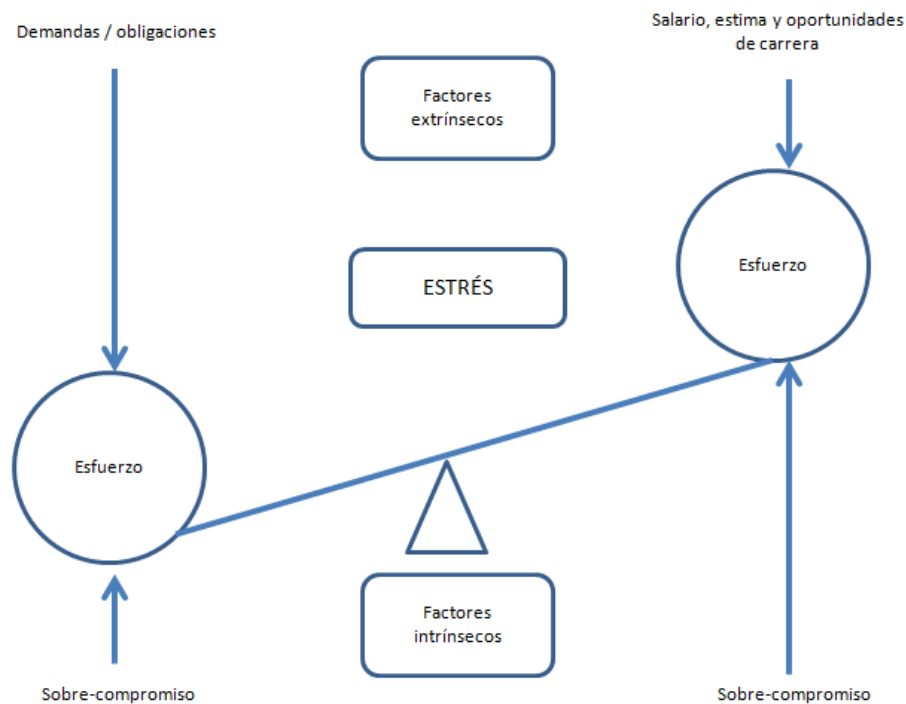 Demandas / obligaciones
Salario, estima y oportunidades
de carrera
Factores
extrínsecos
ESTRÉS
Esfuerzo
Esfuerzo
Factores
intrínsecos
Sobre-compromiso
Sobre-compromiso